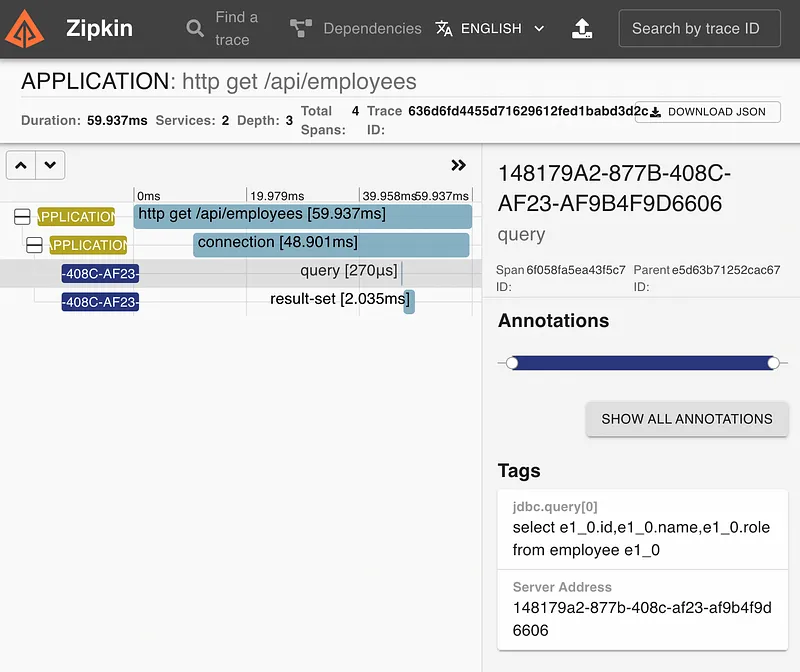 Zipkin
Find a
trace
Dependencies
ENGLISH
Search by trace ID
APPLICATION: http get /api/employees
Duration: 59.937ms Services: 2 Depth: 3 Total Spans: 4 Trace ID: 636d6fd4455d71629612fed1babd3d2c
DOWNLOAD JSON
0ms 19.979ms 39.958ms 59.937ms
APPLICATION http get /api/employees [59.937ms]
APPLICATION connection [48.901ms]
-408C-AF23- query [270μs]
-408C-AF23- result-set [2.035ms]
148179A2-877B-408C-
AF23-AF9B4F9D6606
query
Span ID: 6f058fa5ea43f5c7 Parent ID: e5d63b71252cac67
Annotations
SHOW ALL ANNOTATIONS
Tags
jdbc.query[0]
select e1_0.id,e1_0.name,e1_0.role
from employee e1_0
Server Address
148179a2-877b-408c-af23-af9b4f9d
6606